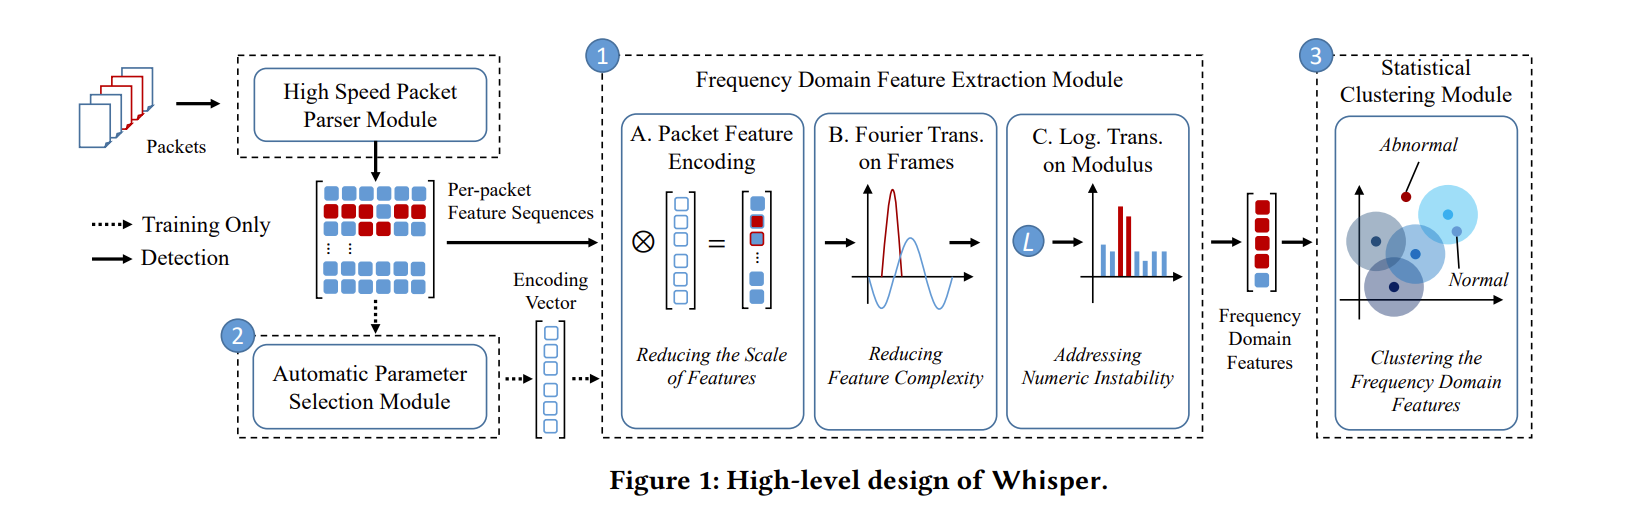 Packets
High Speed Packet
Parser Module
Training Only
Detection
Per-packet
Feature Sequences
Encoding
Vector
2
Automatic Parameter
Selection Module
1
Frequency Domain Feature Extraction Module
A. Packet Feature
Encoding
⊗
=
Reducing the Scale
of Features
B. Fourier Trans.
on Frames
Reducing
Feature Complexity
C. Log. Trans.
on Modulus
L
Addressing
Numeric Instability
Frequency
Domain
Features
3
Statistical
Clustering Module
Abnormal
Normal
Clustering the
Frequency Domain
Features
Figure 1: High-level design of Whisper.